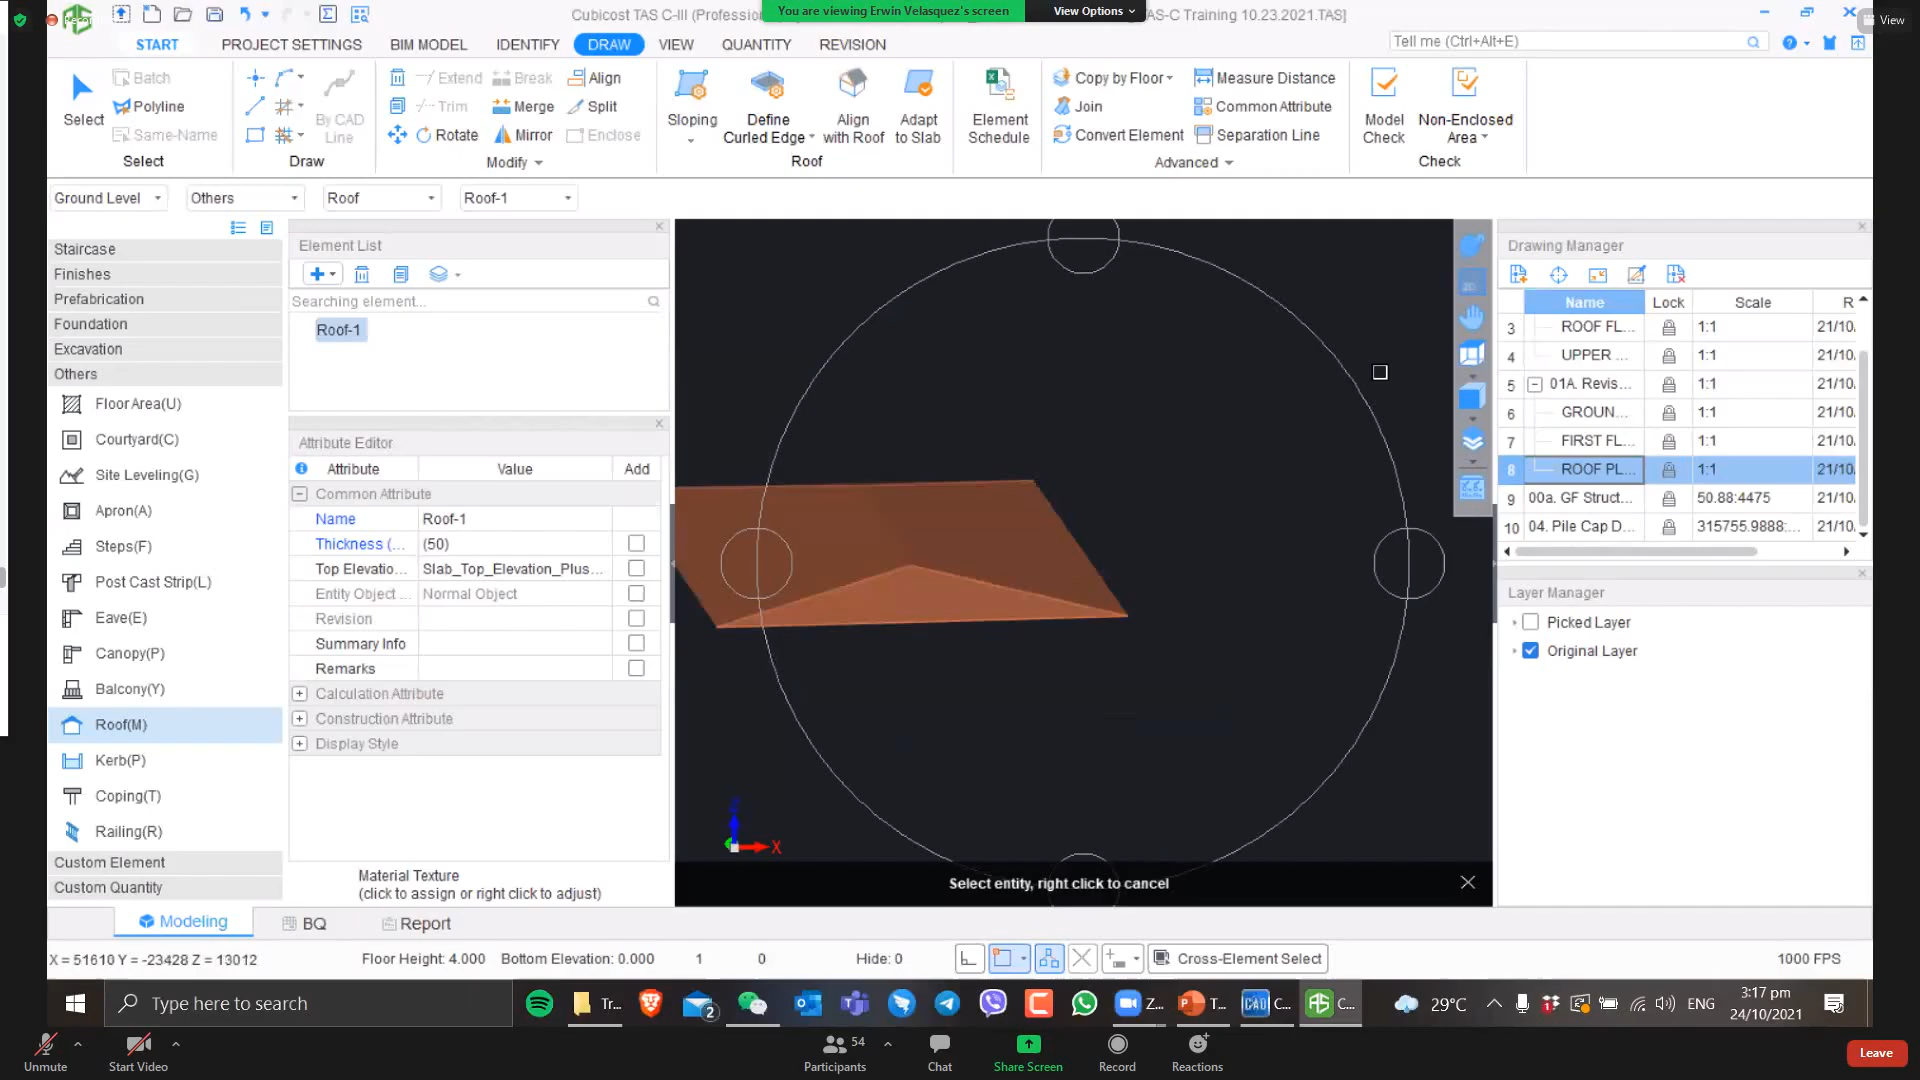 You are viewing Erwin Velasquez's screen
View Options
View
Cubicost TAS C-III (Profession
AS-C Training 10.23.2021.TAS]
START
PROJECT SETTINGS
BIM MODEL
IDENTIFY
DRAW
VIEW
QUANTITY
REVISION
Tell me (Ctrl+Alt+E)
Select
Batch
Polyline
Same-Name
Select
By CAD Line
Draw
Extend
Break
Align
Trim
Merge
Split
Rotate
Mirror
Enclose
Modify
Sloping
Define Curled Edge
Align with Roof
Adapt to Slab
Roof
Element Schedule
Copy by Floor
Measure Distance
Join
Common Attribute
Convert Element
Separation Line
Advanced
Model Check
Non-Enclosed Area
Check
Ground Level
Others
Roof
Roof-1
Staircase
Finishes
Prefabrication
Foundation
Excavation
Others
Floor Area(U)
Courtyard(C)
Site Leveling(G)
Apron(A)
Steps(F)
Post Cast Strip(L)
Eave(E)
Canopy(P)
Balcony(Y)
Roof(M)
Kerb(P)
Coping(T)
Railing(R)
Custom Element
Custom Quantity
Element List
Searching element...
Roof-1
Attribute Editor
Attribute Value Add
Common Attribute
Name Roof-1
Thickness (... (50)
Top Elevatio... Slab_Top_Elevation_Plus...
Entity Object ... Normal Object
Revision
Summary Info
Remarks
Calculation Attribute
Construction Attribute
Display Style
Material Texture
(click to assign or right click to adjust)
Z
X
Select entity, right click to cancel
Drawing Manager
Name Lock Scale R
3 ROOF FL... 1:1 21/10.
4 UPPER ... 1:1 21/10.
5 01A. Revis... 1:1 21/10.
6 GROUN... 1:1 21/10.
7 FIRST FL... 1:1 21/10.
8 ROOF PL... 1:1 21/10.
9 00a. GF Struct... 50.88:4475 21/10.
10 04. Pile Cap D... 315755.9888:... 21/10.
Layer Manager
Picked Layer
Original Layer
Modeling
BQ
Report
X = 51610 Y = -23428 Z = 13012
Floor Height: 4.000
Bottom Elevation: 0.000
1
0
Hide: 0
Cross-Element Select
1000 FPS
Type here to search
Tr...
2
Z...
T...
C...
C...
29°C
ENG
3:17 pm
24/10/2021
Unmute
Start Video
54
Participants
Chat
Share Screen
Record
Reactions
Leave